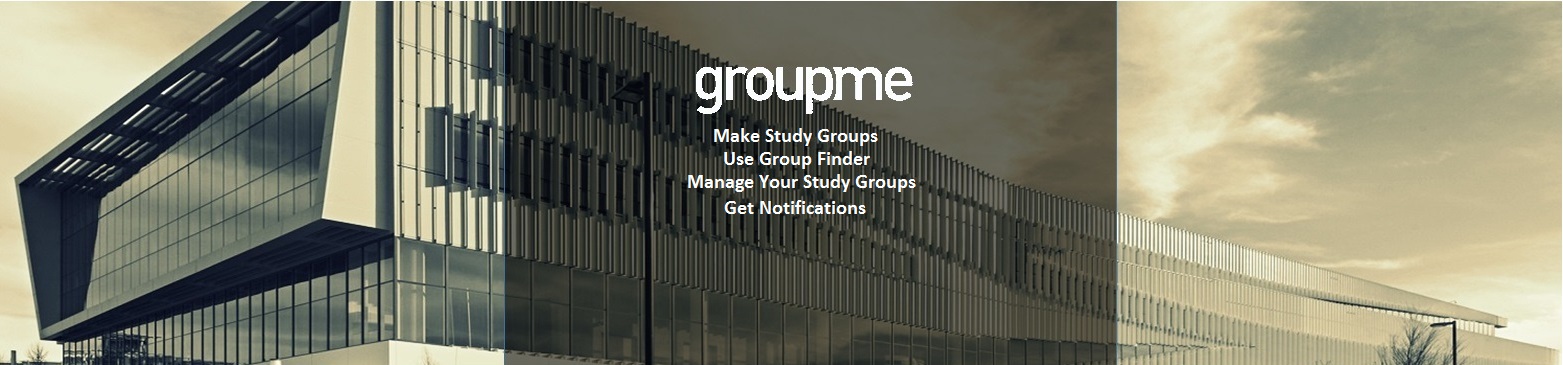 groupme
Make Study Groups
Use Group Finder
Manage Your Study Groups
Get Notifications